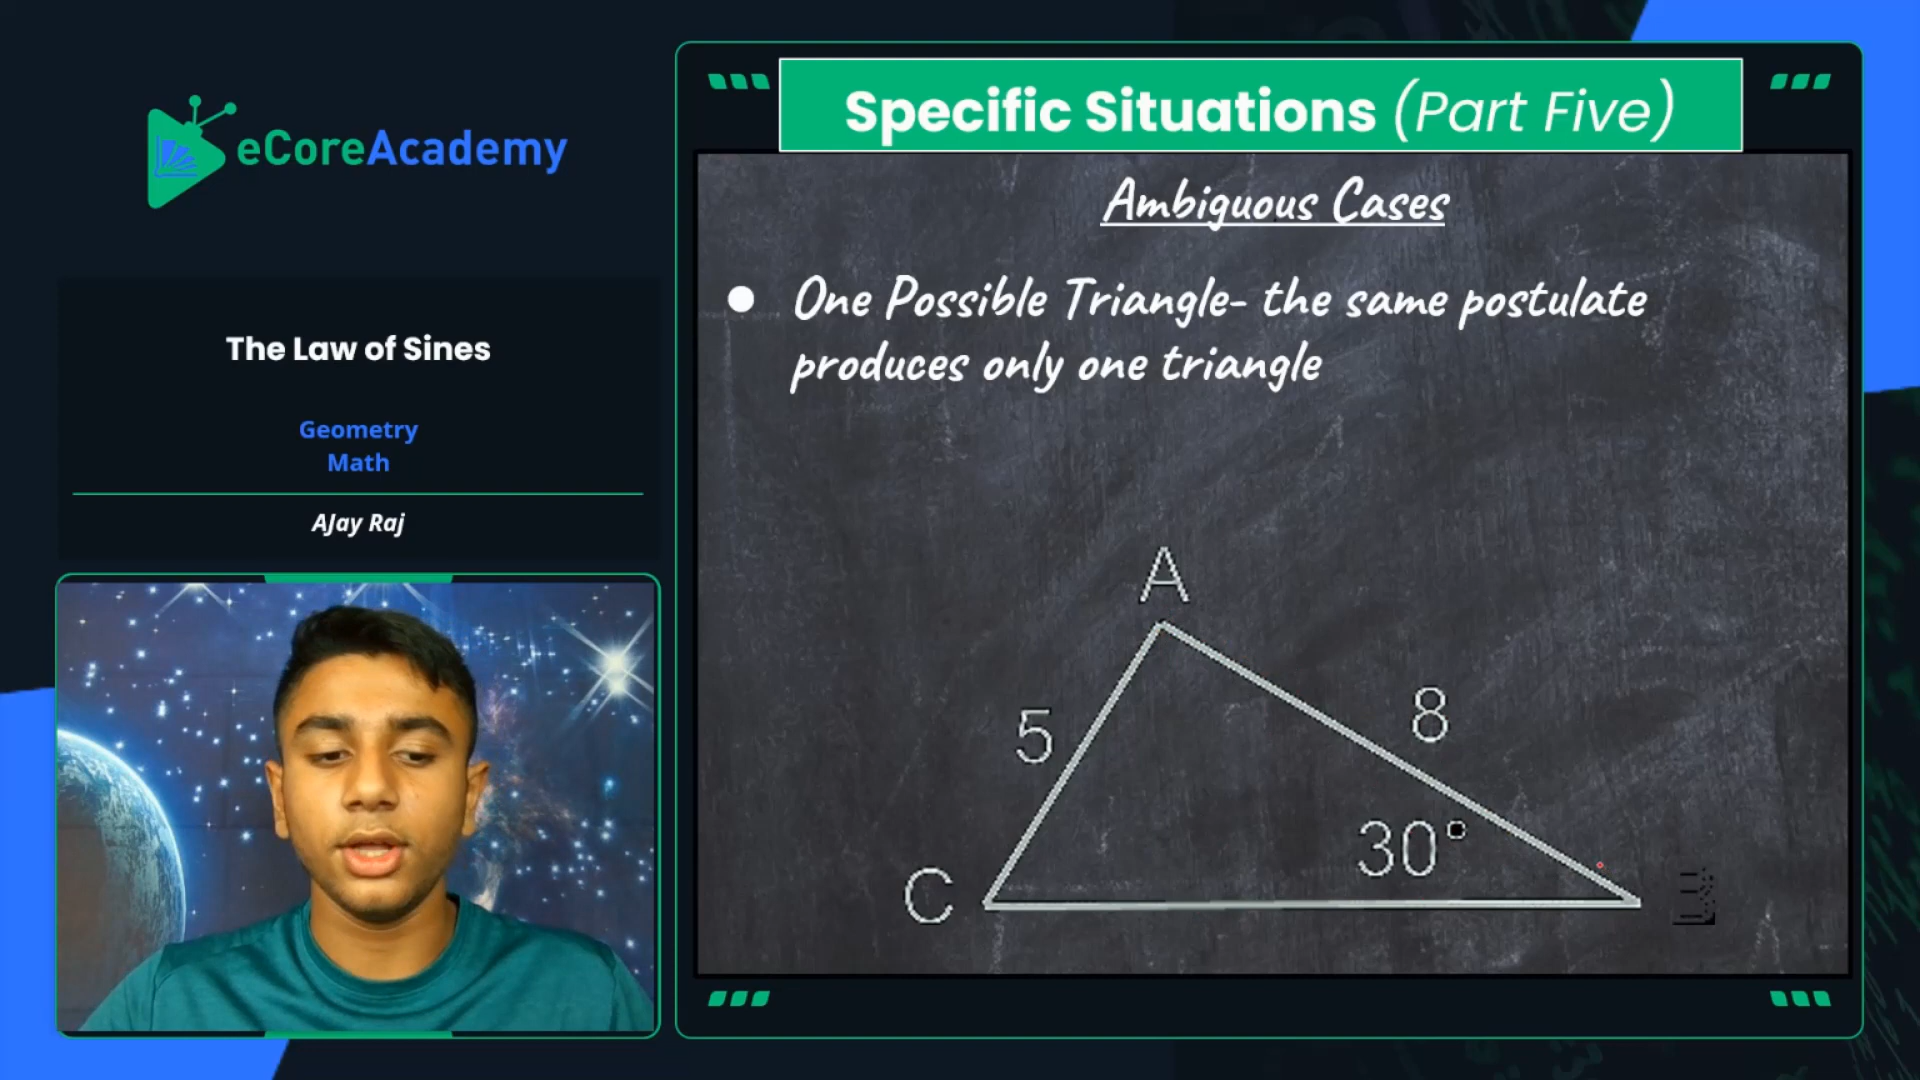 eCoreAcademy
The Law of Sines
Geometry
Math
AJay Raj
Specific Situations (Part Five)
Ambiguous Cases
● One Possible Triangle- the same postulate
produces only one triangle
A
5
8
30°
C
B